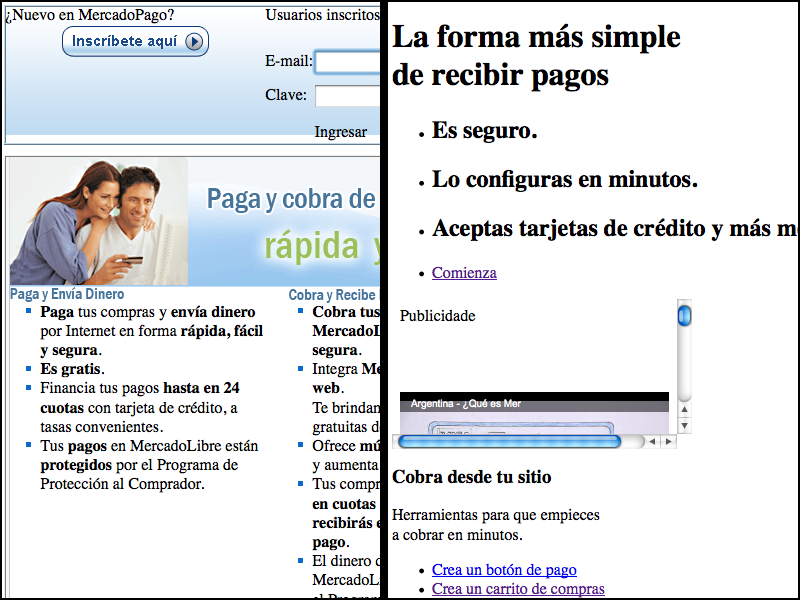 ¿Nuevo en MercadoPago?
Inscríbete aquí
Usuarios inscritos
E-mail:
Clave:
Ingresar
Paga y cobra de
rápida y
Paga y Envía Dinero
Paga tus compras y envía dinero
por Internet en forma rápida, fácil
y segura.
Es gratis.
Financia tus pagos hasta en 24
cuotas con tarjeta de crédito, a
tasas convenientes.
Tus pagos en MercadoLibre están
protegidos por el Programa de
Protección al Comprador.
Cobra y Recibe
Cobra tus
MercadoLi
segura.
Integra Me
web.
Te brindan
gratuitas d
Ofrece mú
y aumenta
Tus compr
en cuotas
recibirás e
pago.
El dinero d
MercadoLi
el Program
La forma más simple
de recibir pagos
Es seguro.
Lo configuras en minutos.
Aceptas tarjetas de crédito y más m
Comienza
Publicidade
Argentina - ¿Qué es Mer
Cobra desde tu sitio
Herramientas para que empieces
a cobrar en minutos.
Crea un botón de pago
Crea un carrito de compras